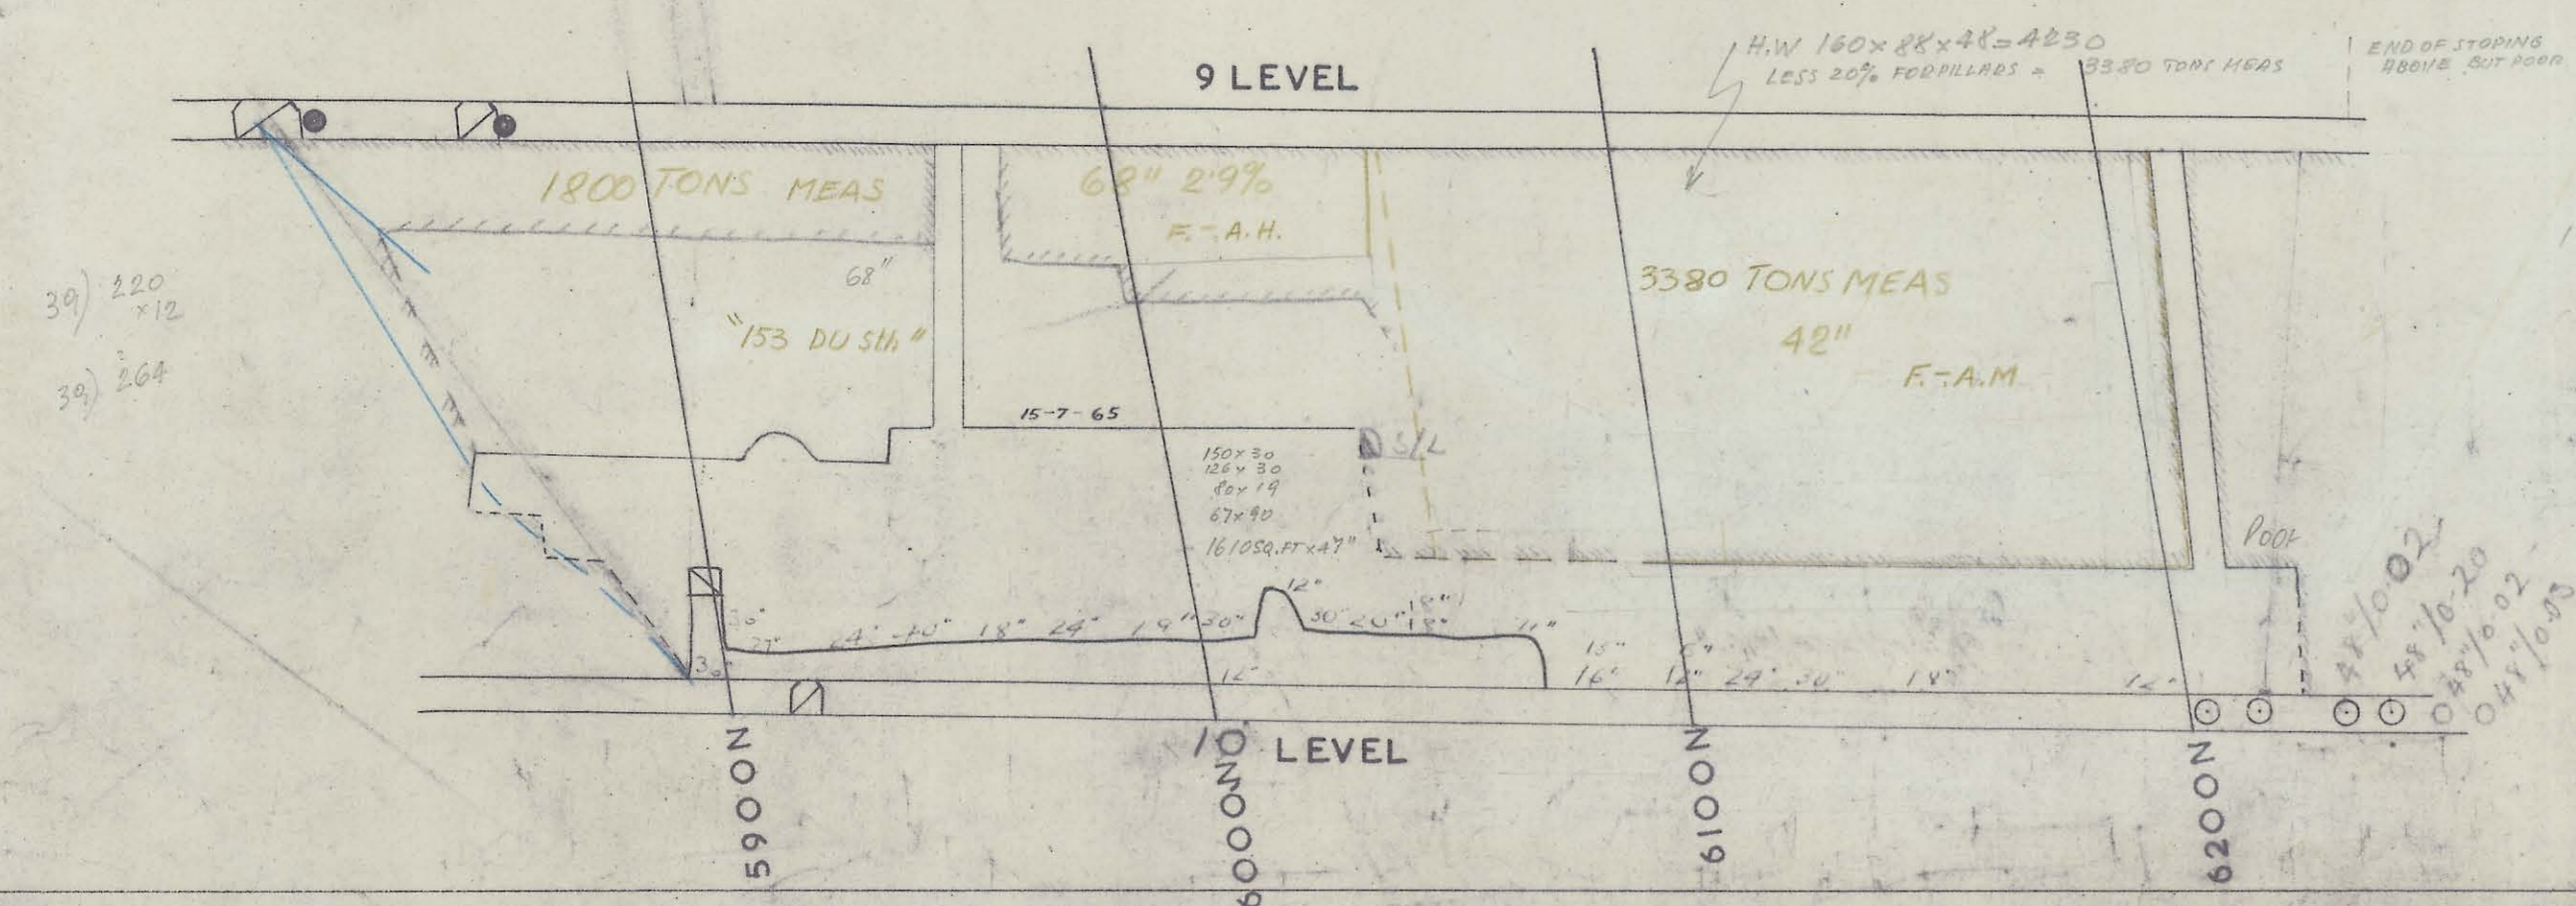 9 LEVEL
H.W 160×88×48=4230
LESS 20% FOR PILLARS = 3380 TONS MEAS
END OF STOPING
ABOVE BUT POOR
1800 TONS MEAS
68" 2.9%
F.-A.H.
68"
"153 DU Sth"
3380 TONS MEAS
42"
F.-A.M
39) 220
×12
39) 264
15-7-65
S/L
150×30
126×30
80×19
67×90
1610 SQ.FT×47"
Poor
12"
30" 27" 24" 40" 18" 24" 19" 30" 30" 20" 18" 11"
18"
30" 12" 15"
16" 12" 24" 30" 18" 12"
48"/0-02
48"/0-20
48"/0-02
48"/0-03
10 LEVEL
5900N
6000N
6100N
6200N